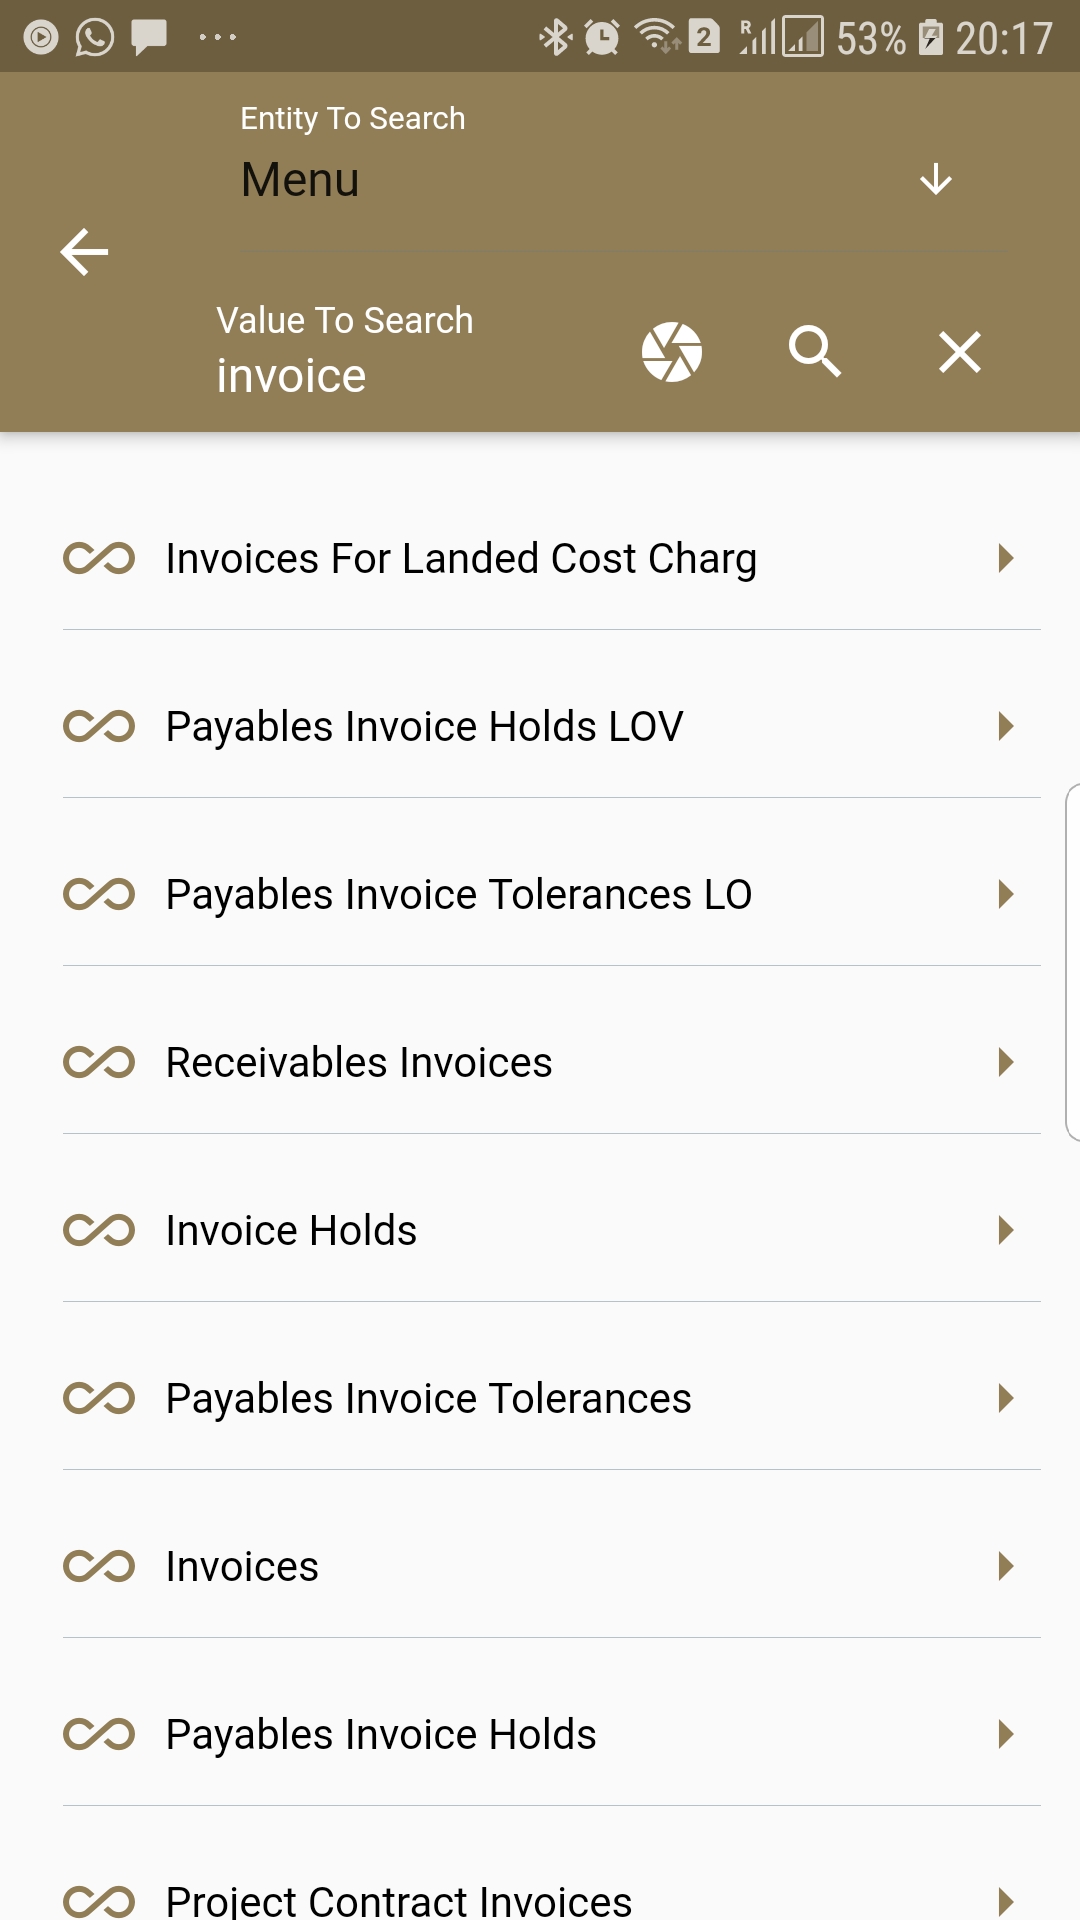 2 R 53% 20:17
Entity To Search
Menu
Value To Search
invoice
Invoices For Landed Cost Charg
Payables Invoice Holds LOV
Payables Invoice Tolerances LO
Receivables Invoices
Invoice Holds
Payables Invoice Tolerances
Invoices
Payables Invoice Holds
Project Contract Invoices